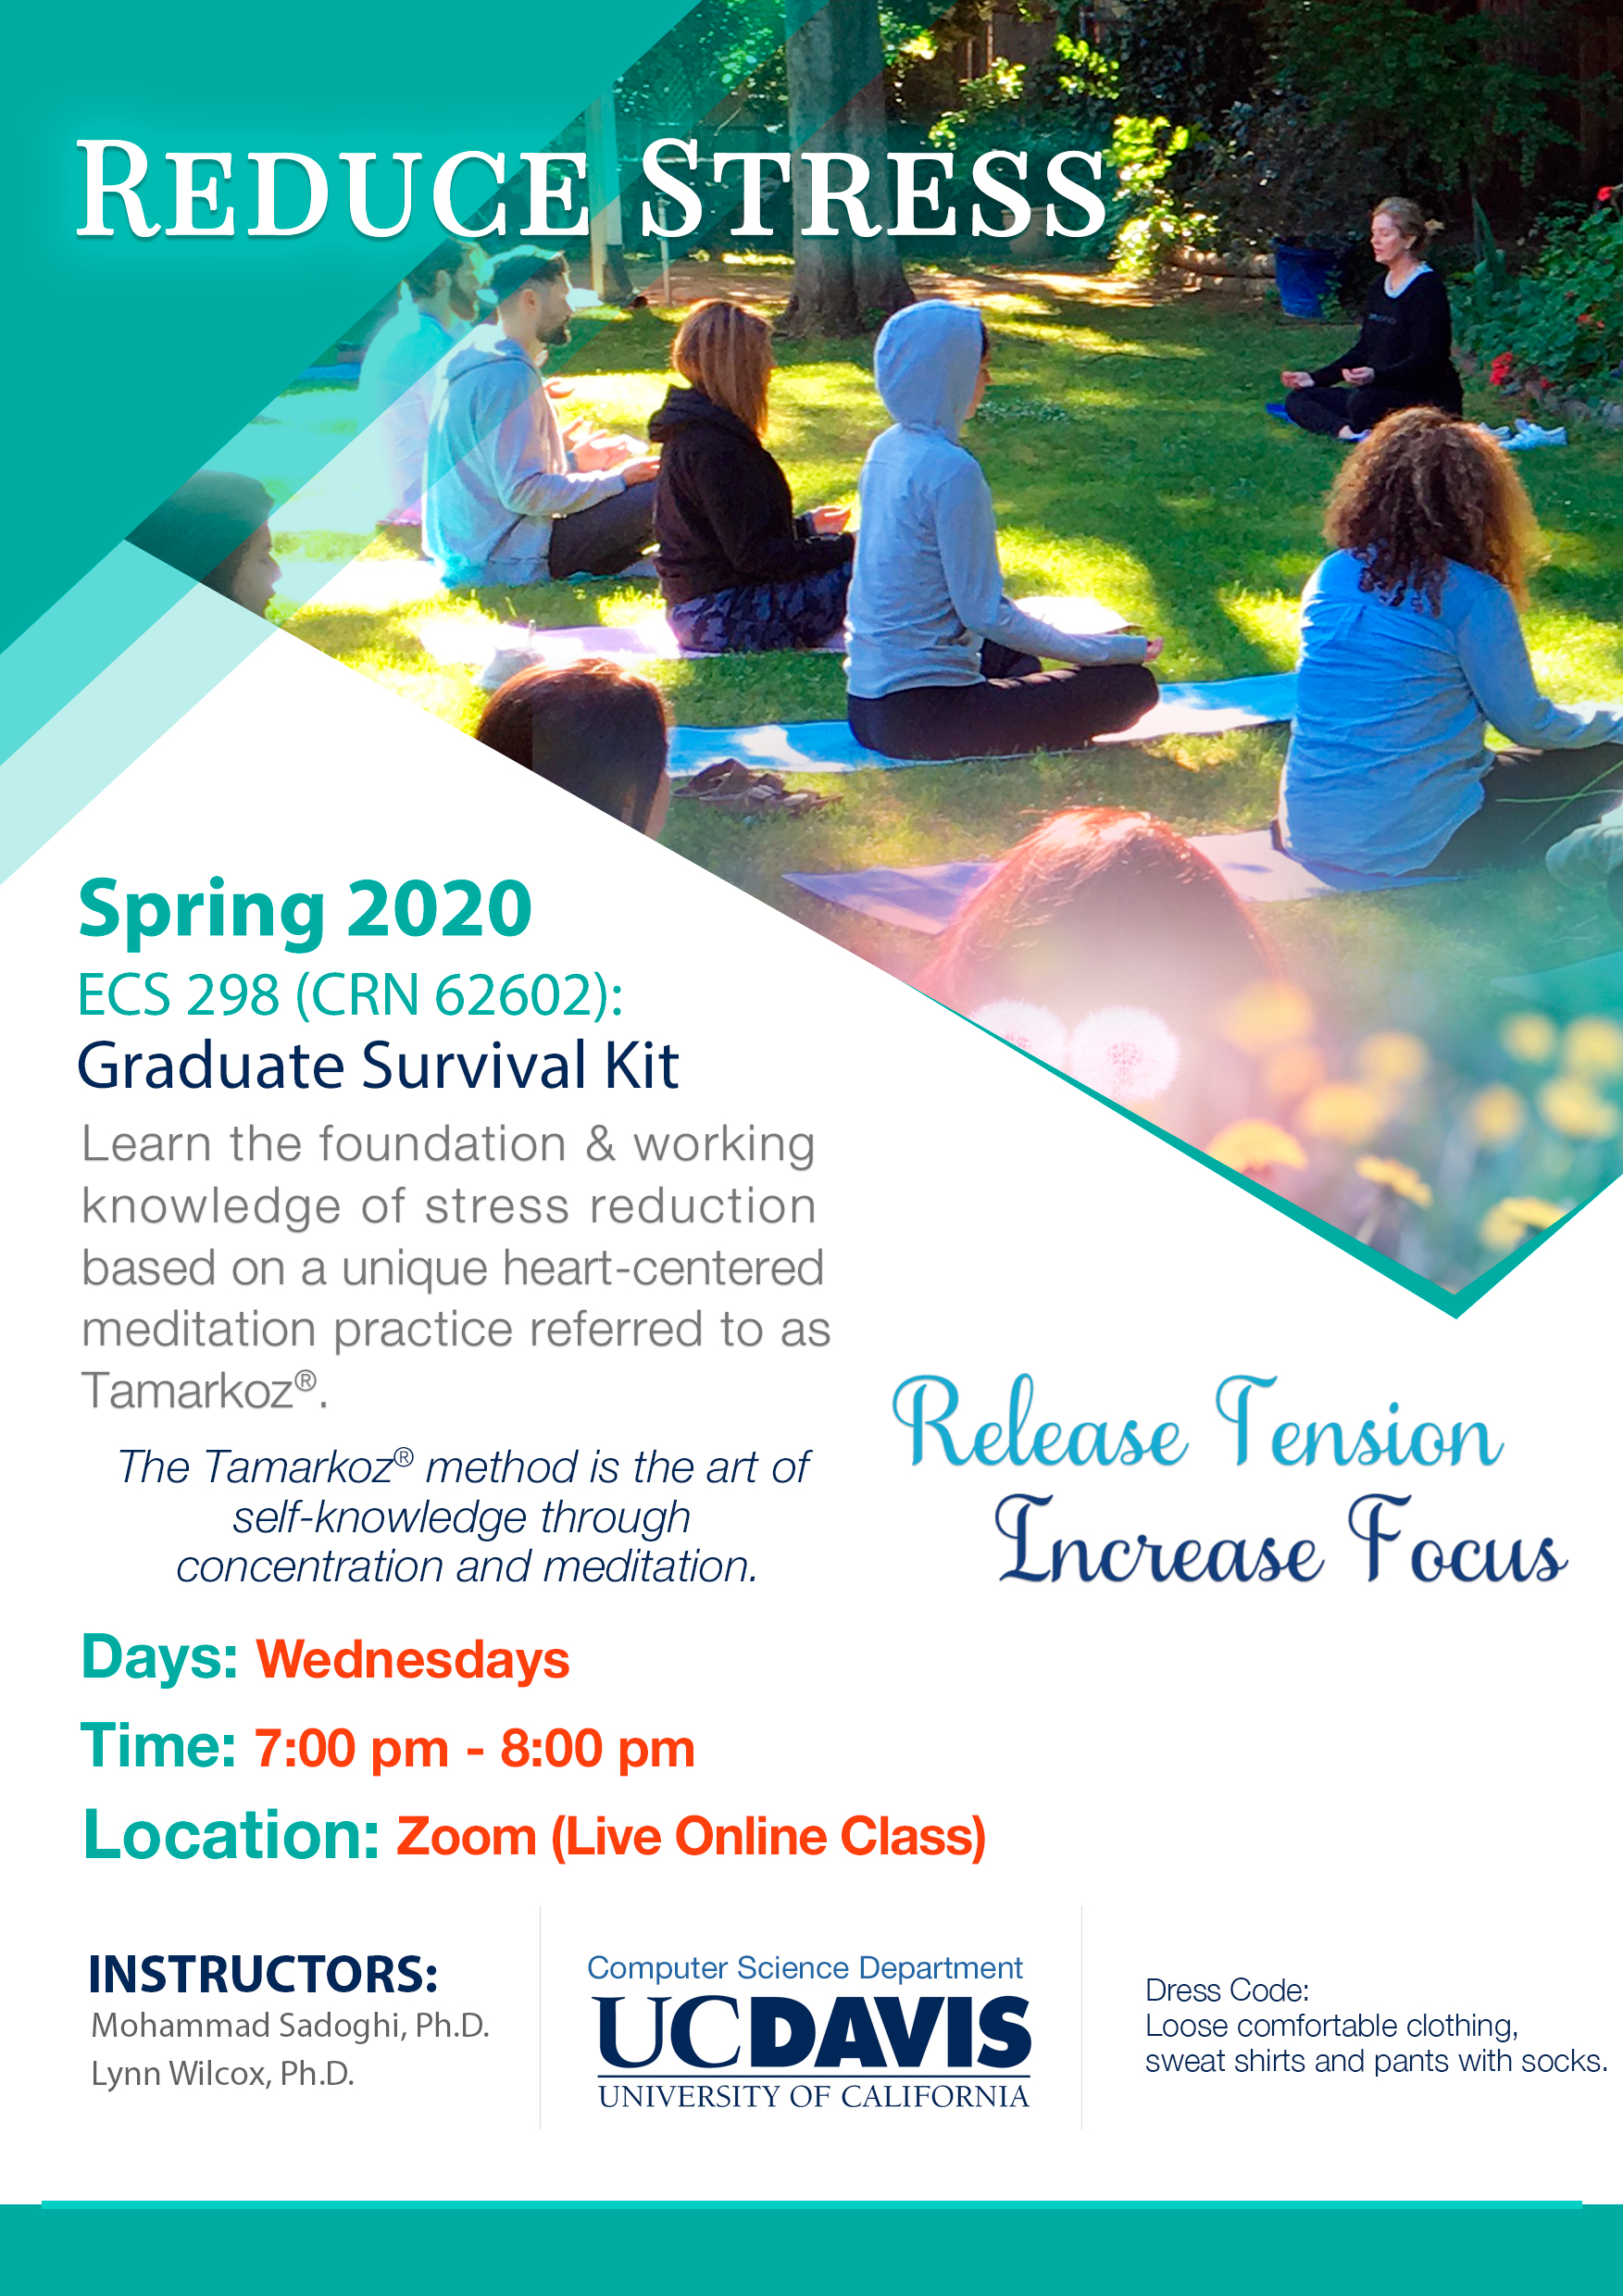 REDUCE STRESS
Spring 2020
ECS 298 (CRN 62602):
Graduate Survival Kit
Learn the foundation & working
knowledge of stress reduction
based on a unique heart-centered
meditation practice referred to as
Tamarkoz®.
The Tamarkoz® method is the art of
self-knowledge through
concentration and meditation.
Release Tension
Increase Focus
Days: Wednesdays
Time: 7:00 pm - 8:00 pm
Location: Zoom (Live Online Class)
INSTRUCTORS:
Mohammad Sadoghi, Ph.D.
Lynn Wilcox, Ph.D.
Computer Science Department
UCDAVIS
UNIVERSITY OF CALIFORNIA
Dress Code:
Loose comfortable clothing,
sweat shirts and pants with socks.